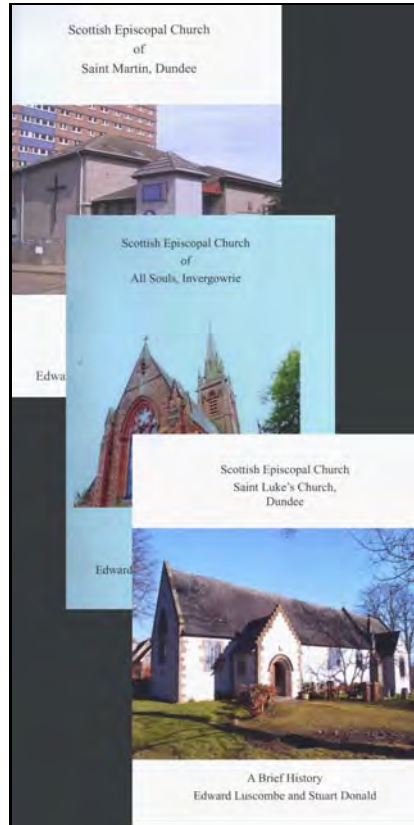 Scottish Episcopal Church
of
Saint Martin, Dundee
Scottish Episcopal Church
of
All Souls, Invergowrie
Edward
Scottish Episcopal Church
Saint Luke's Church,
Dundee
A Brief History
Edward Luscombe and Stuart Donald